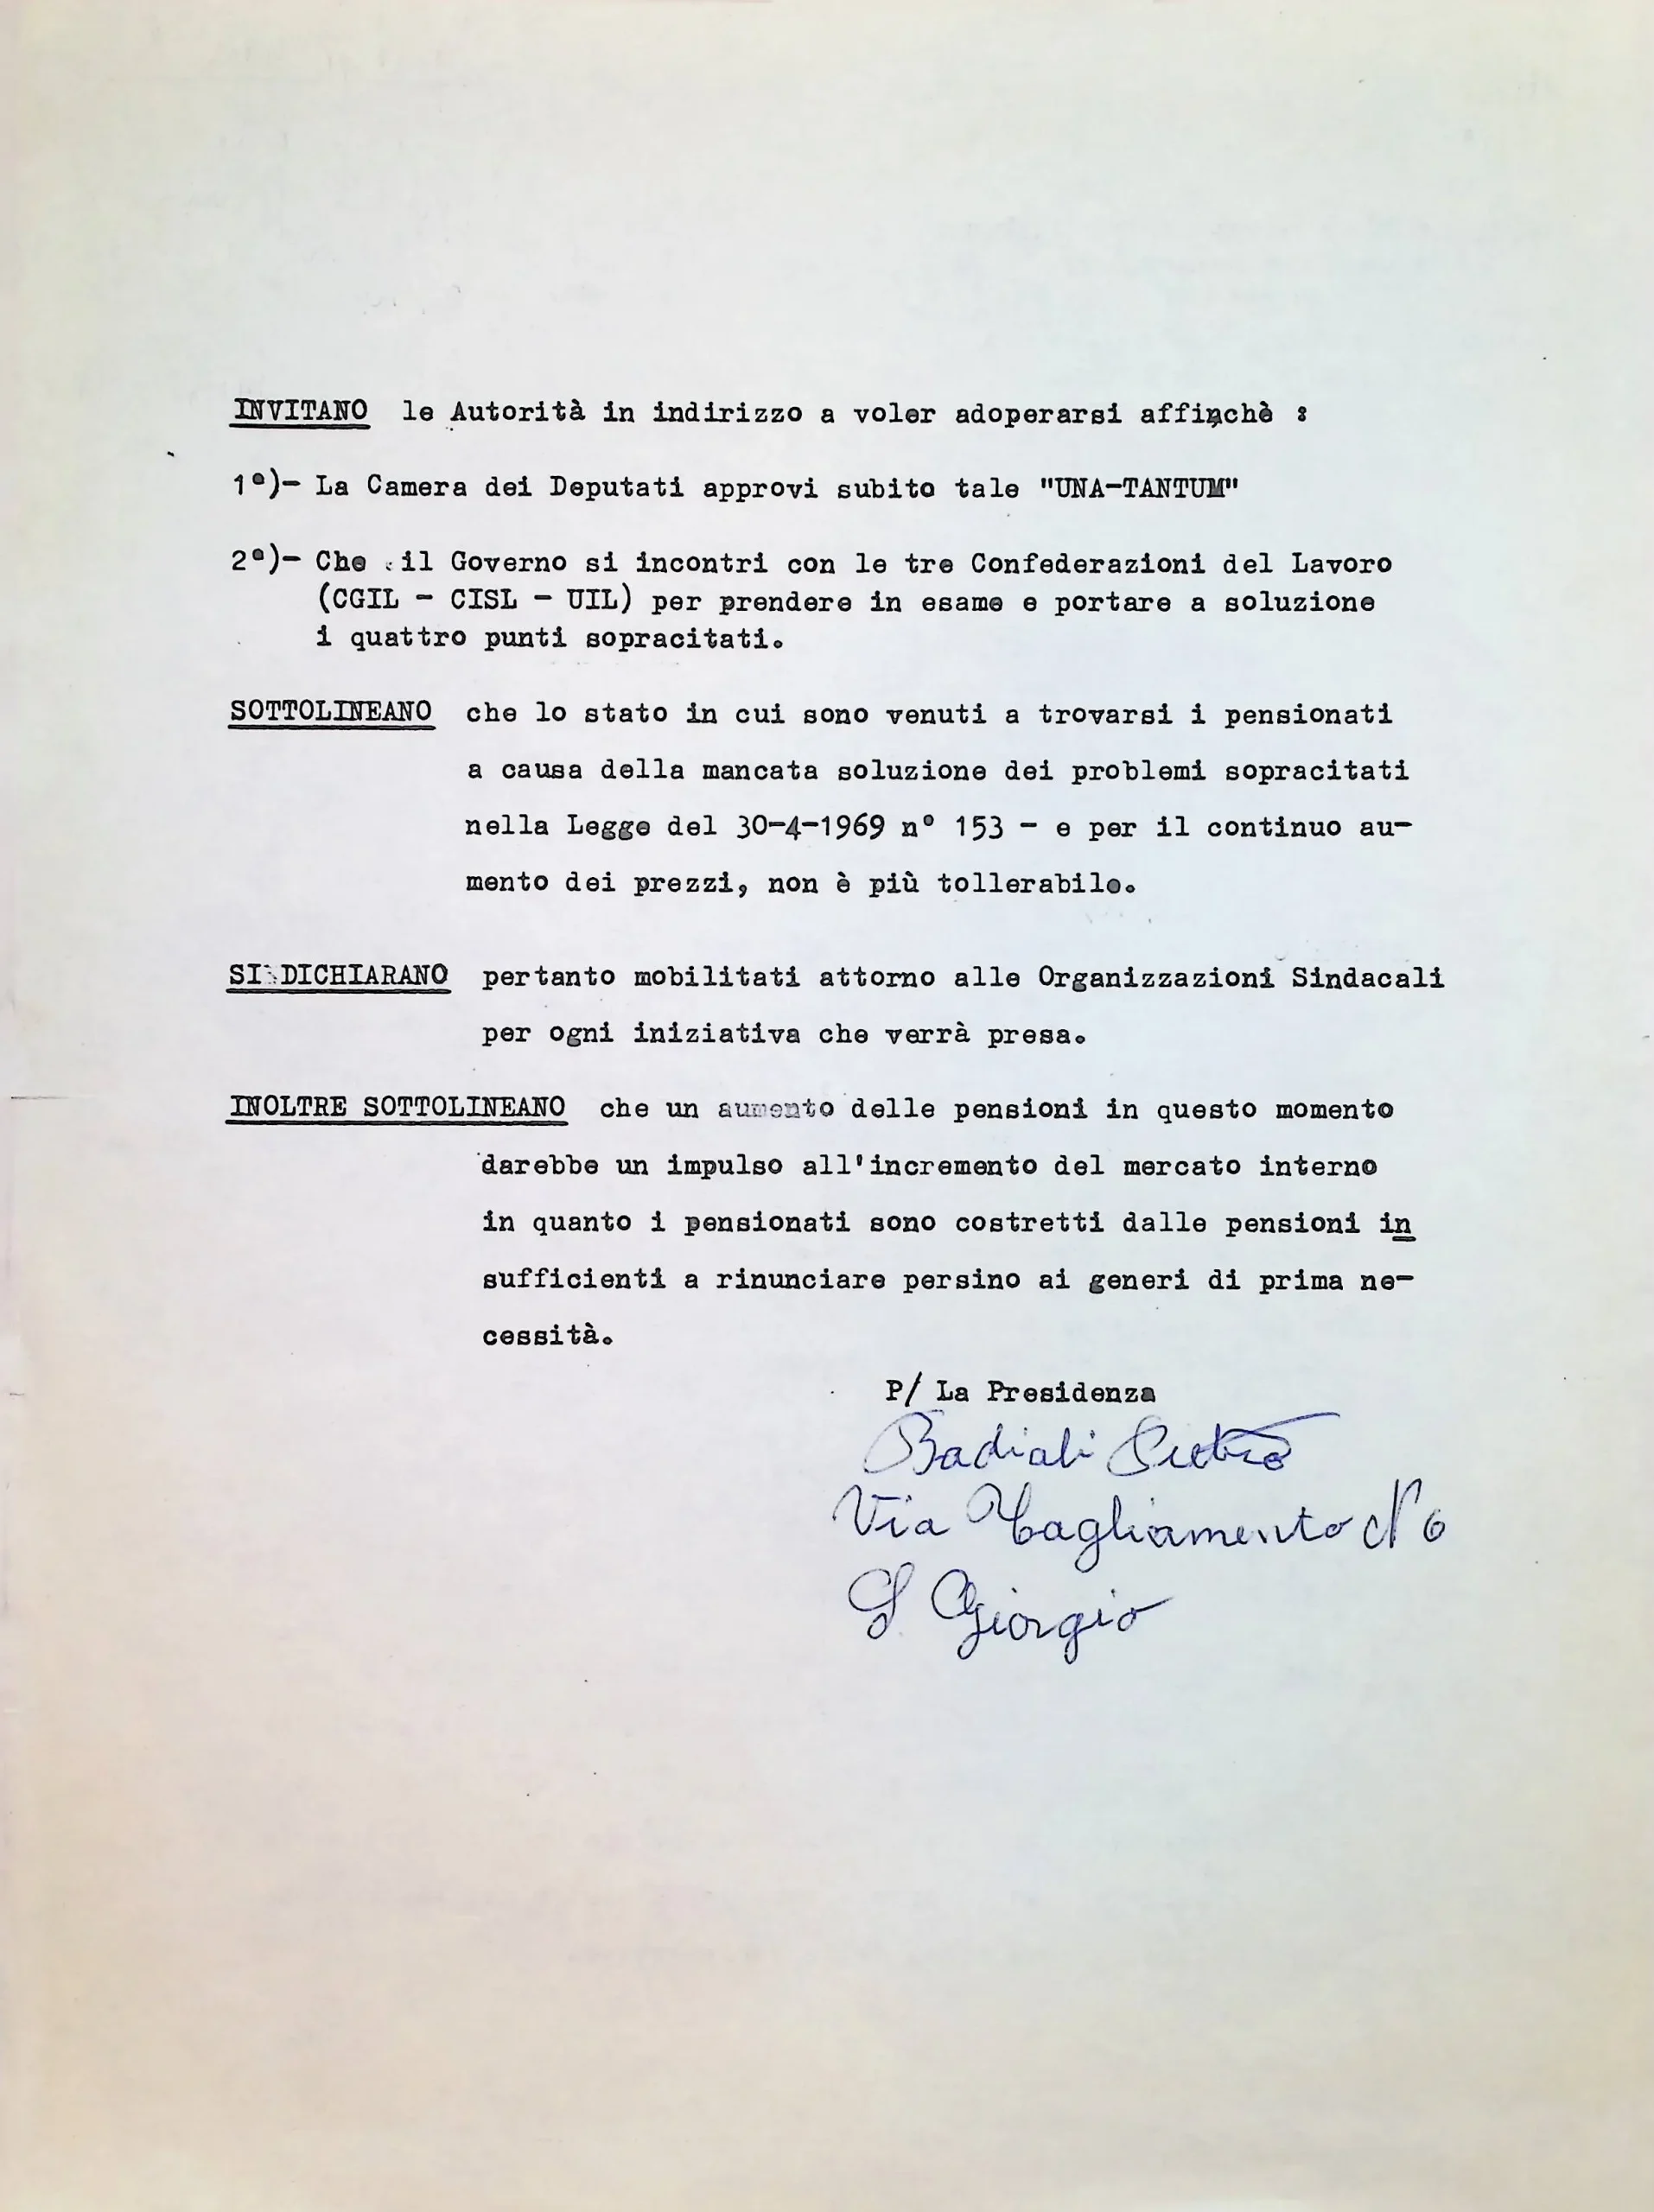 INVITANO le Autorità in indirizzo a voler adoperarsi affinchè :
1°)- La Camera dei Deputati approvi subito tale "UNA-TANTUM"
2°)- Che il Governo si incontri con le tre Confederazioni del Lavoro
(CGIL - CISL - UIL) per prendere in esame e portare a soluzione
i quattro punti sopracitati.
SOTTOLINEANO che lo stato in cui sono venuti a trovarsi i pensionati
a causa della mancata soluzione dei problemi sopracitati
nella Legge del 30-4-1969 n° 153 - e per il continuo au-
mento dei prezzi, non è più tollerabile.
SI DICHIARANO pertanto mobilitati attorno alle Organizzazioni Sindacali
per ogni iniziativa che verrà presa.
INOLTRE SOTTOLINEANO che un aumento delle pensioni in questo momento
darebbe un impulso all'incremento del mercato interno
in quanto i pensionati sono costretti dalle pensioni in
sufficienti a rinunciare persino ai generi di prima ne-
cessità.
P/ La Presidenza
Badiali Pietro
Via Tagliamento N 6
S. Giorgio